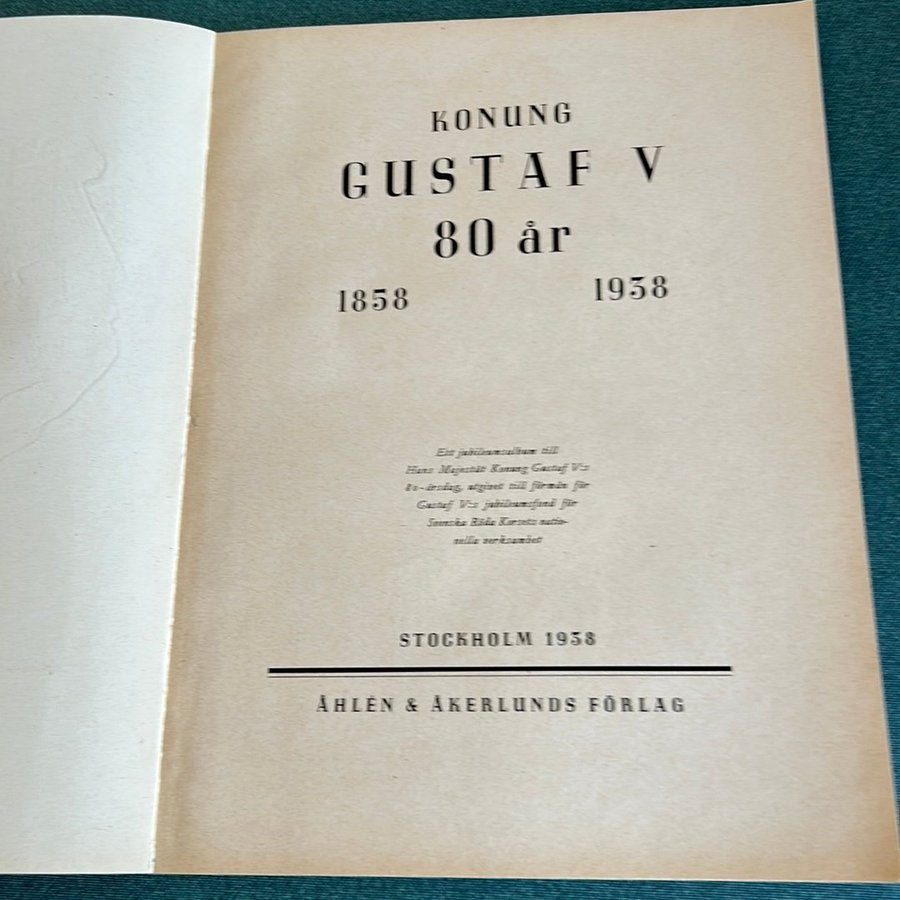 KONUNG
GUSTAF V
80 år
1858 1938
Ett jubileumsalbum till
Hans Majestät Konung Gustaf V:s
80-årsdag, utgivet till förmån för
Gustaf V:s jubileumsfond för
Svenska Röda Korsets natio-
nella verksamhet
STOCKHOLM 1938
ÅHLÉN & ÅKERLUNDS FÖRLAG